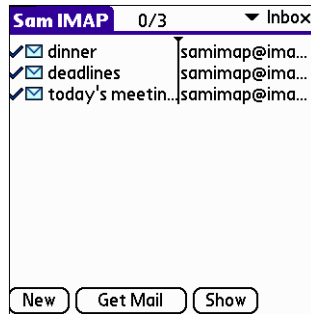 Sam IMAP 0/3 Inbox
dinner samimap@ima...
deadlines samimap@ima...
today's meetin... samimap@ima...
New Get Mail Show